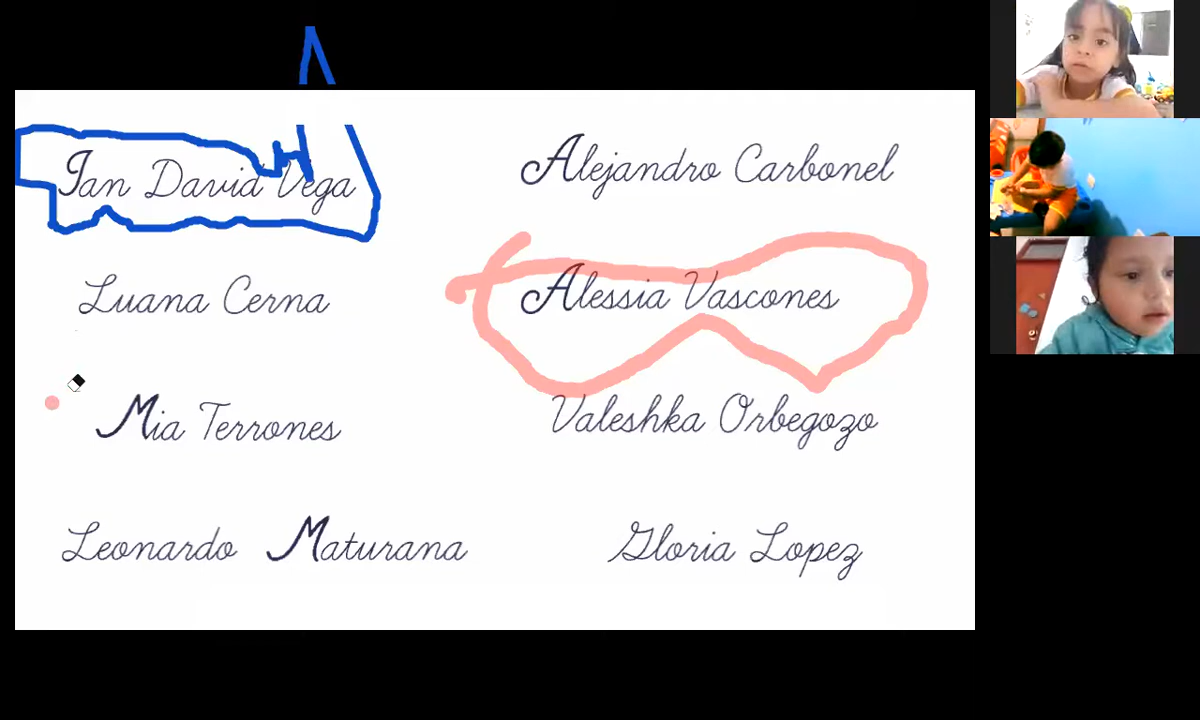 Ian David Vega
Alejandro Carbonel
Luana Cerna
Alessia Vascones
Mia Terrones
Valeshka Orbegozo
Leonardo Maturana
Gloria Lopez